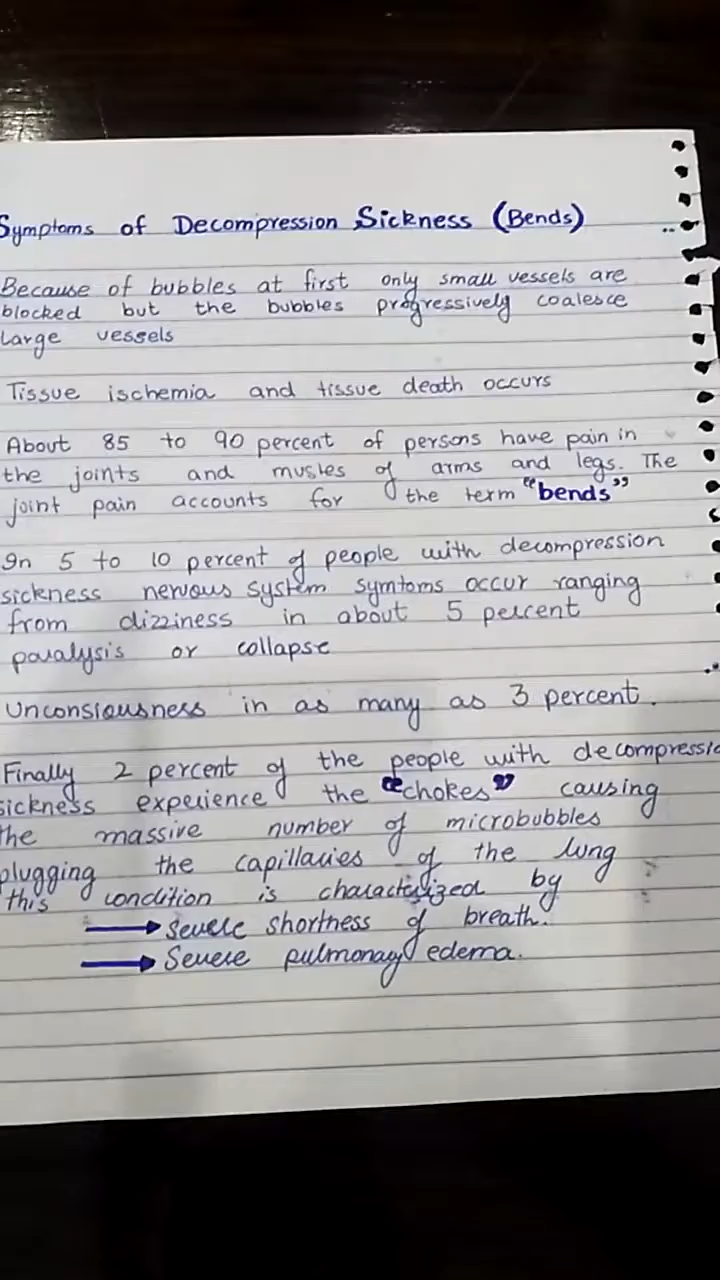 Symptoms of Decompression Sickness (Bends)
Because of bubbles at first only small vessels are
blocked but the bubbles progressively coalesce
large vessels
Tissue ischemia and tissue death occurs
About 85 to 90 percent of persons have pain in
the joints and musles of arms and legs. The
joint pain accounts for the term "bends"
In 5 to 10 percent of people with decompression
sickness nervous system symtoms occur ranging
from dizziness in about 5 percent
paralysis or collapse
Unconsiousness in as many as 3 percent.
Finally 2 percent of the people with decompressio
sickness experience the "chokes" causing
the massive number of microbubbles
plugging the capillaries of the lung
this condition is characterized by
→ severe shortness of breath.
→ Severe pulmonay edema.